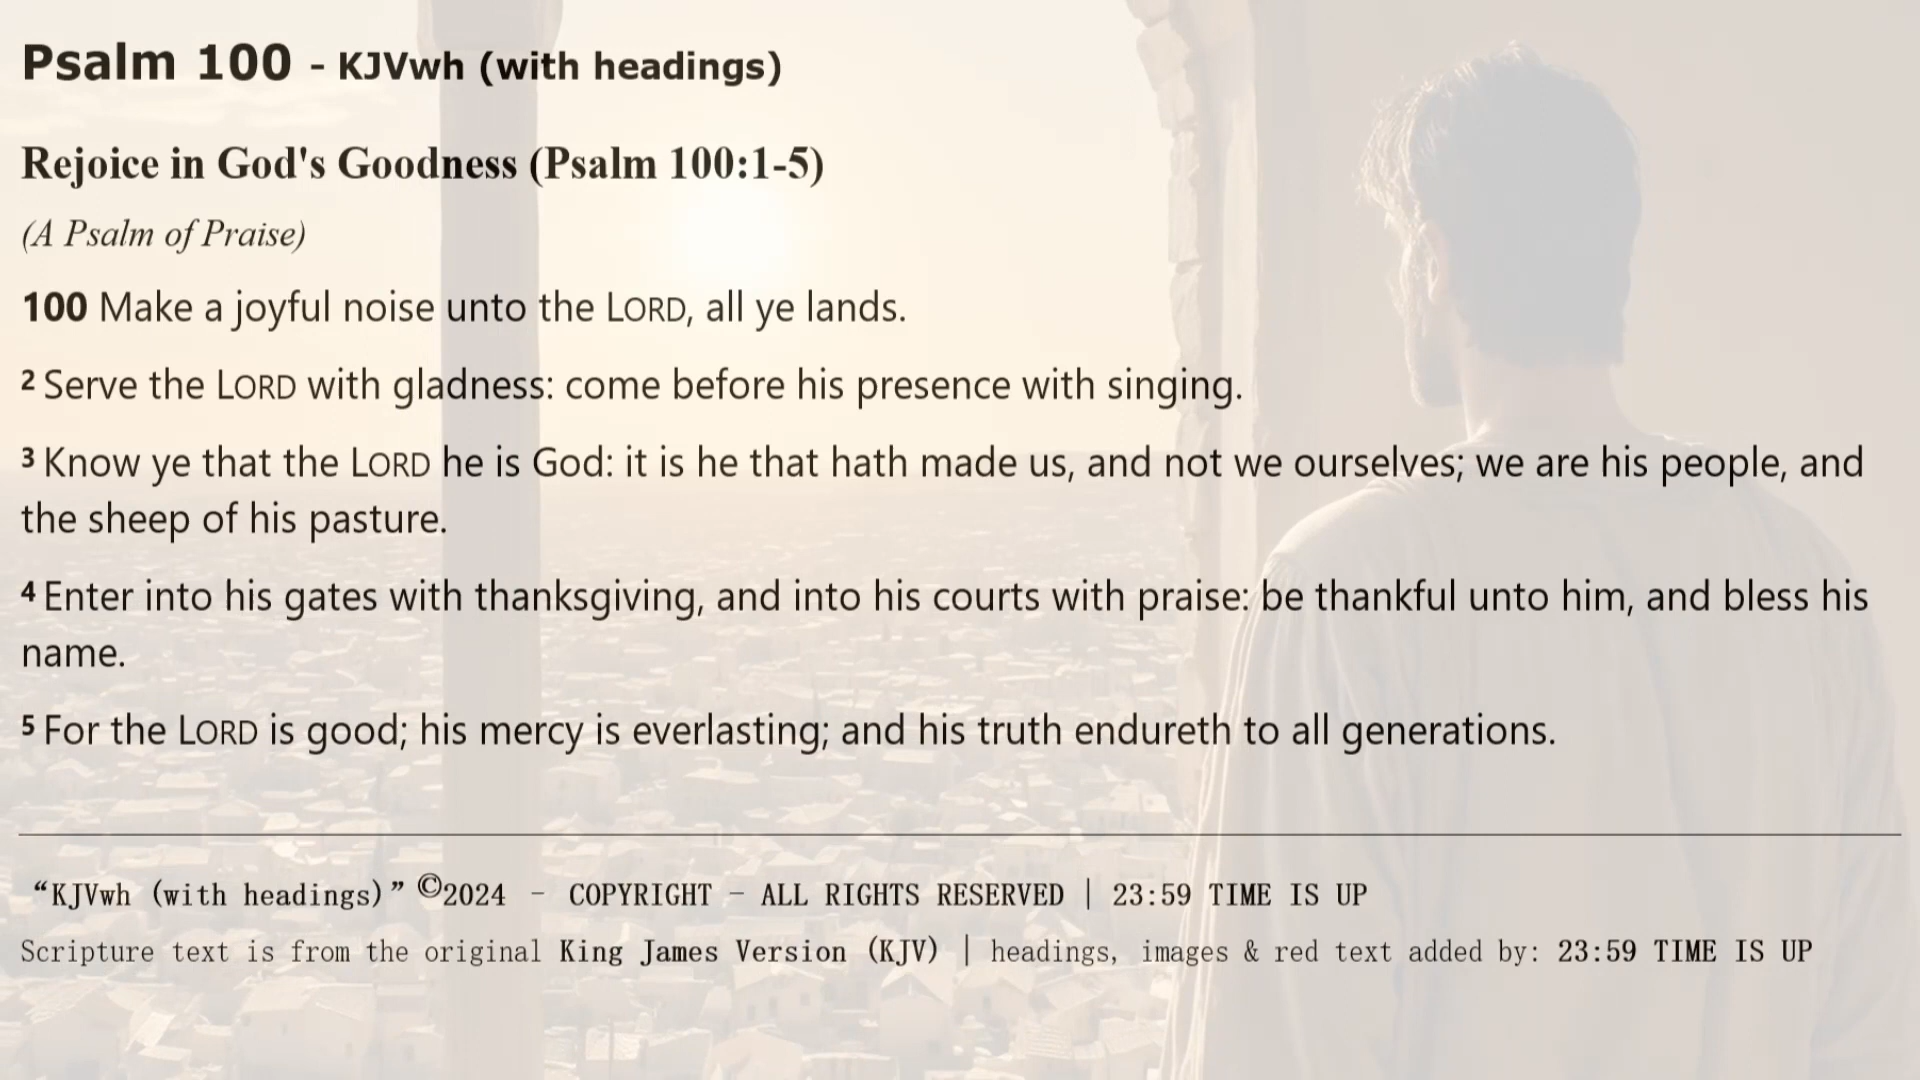 Psalm 100 - KJVwh (with headings)
Rejoice in God's Goodness (Psalm 100:1-5)
(A Psalm of Praise)
100 Make a joyful noise unto the LORD, all ye lands.
2 Serve the LORD with gladness: come before his presence with singing.
3 Know ye that the LORD he is God: it is he that hath made us, and not we ourselves; we are his people, and
the sheep of his pasture.
4 Enter into his gates with thanksgiving, and into his courts with praise: be thankful unto him, and bless his
name.
5 For the LORD is good; his mercy is everlasting; and his truth endureth to all generations.
“KJVwh (with headings)” ©2024 – COPYRIGHT – ALL RIGHTS RESERVED | 23:59 TIME IS UP
Scripture text is from the original King James Version (KJV) | headings, images & red text added by: 23:59 TIME IS UP